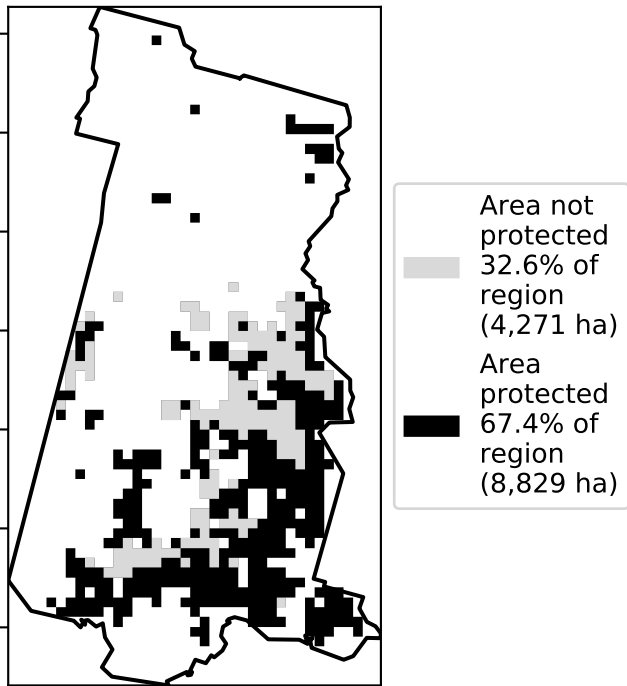 Area not
protected
32.6% of
region
(4,271 ha)
Area
protected
67.4% of
region
(8,829 ha)